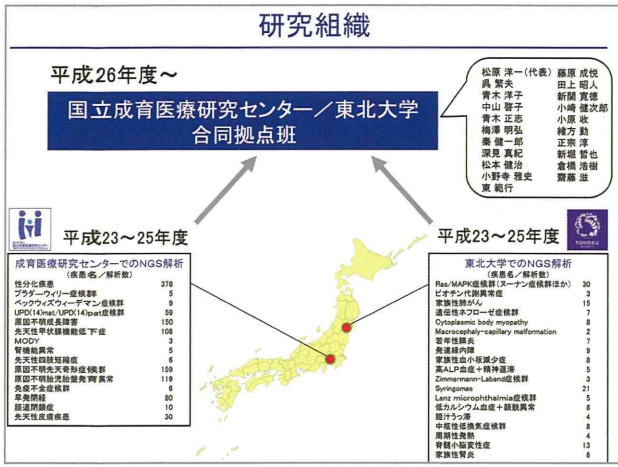 研究組織
平成26年度～
国立成育医療研究センター／東北大学
合同拠点班
松原 洋一(代表) 藤原 成悦
呉 繁夫 田上 昭人
青木 洋子 新関 寛徳
中山 啓子 小崎 健次郎
青木 正志 小原 收
梅澤 明弘 緒方 勤
秦 健一郎 正宗 淳
深見 真紀 新堀 哲也
松本 健治 倉橋 浩樹
小野寺 雅史 齋藤 滋
東 範行
平成23～25年度
成育医療研究センターでのNGS解析
(疾患名／解析数)
性分化疾患 378
プラダーウィリー症候群 5
ベックウィズウィーデマン症候群 9
UPD(14)mat/UPD(14)pat症候群 59
原因不明成長障害 150
先天性甲状腺機能低下症 108
MODY 3
腎機能異常 5
先天性四肢短縮症 6
原因不明先天奇形症候群 159
原因不明胎児胎盤発育異常 119
免疫不全症候群 6
早発閉経 80
腸道閉鎖症 10
先天性皮膚疾患 30
TOHOKU
平成23～25年度
東北大学でのNGS解析
(疾患名／解析数)
Ras/MAPK症候群(ヌーナン症候群ほか) 30
ビオチン代謝異常症 3
家族性肺がん 15
遺伝性ネフローゼ症候群 7
Cytoplasmic body myopathy 8
Macrocephaly-capillary malformation 2
若年性膵炎 7
発達緑内障 9
家族性血小板減少症 8
高ALP血症＋精神遅滞 5
Zimmermann-Laband症候群 3
Syringomas 21
Lenz microphthalmia症候群 5
低カルシウム血症＋顔貌異常 8
胆汁うっ滞 4
中枢性低換気症候群 8
周期性発熱 4
脊髄小脳変性症 13
家族性腎炎 6